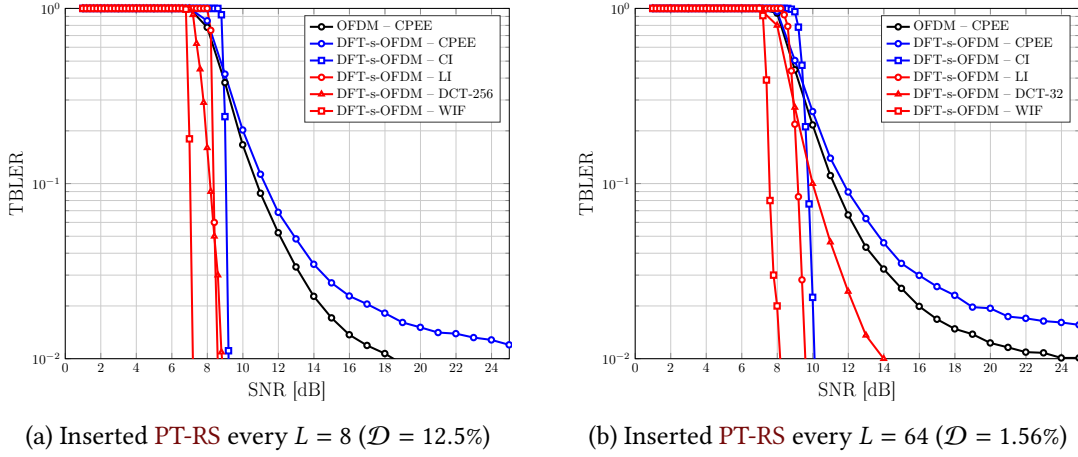 10⁰
10⁻¹
10⁻²
TBLER
0 2 4 6 8 10 12 14 16 18 20 22 24
SNR [dB]
OFDM – CPEE
DFT-s-OFDM – CPEE
DFT-s-OFDM – CI
DFT-s-OFDM – LI
DFT-s-OFDM – DCT-256
DFT-s-OFDM – WIF
(a) Inserted PT-RS every L = 8 (𝒟 = 12.5%)
10⁰
10⁻¹
10⁻²
TBLER
0 2 4 6 8 10 12 14 16 18 20 22 24
SNR [dB]
OFDM – CPEE
DFT-s-OFDM – CPEE
DFT-s-OFDM – CI
DFT-s-OFDM – LI
DFT-s-OFDM – DCT-32
DFT-s-OFDM – WIF
(b) Inserted PT-RS every L = 64 (𝒟 = 1.56%)